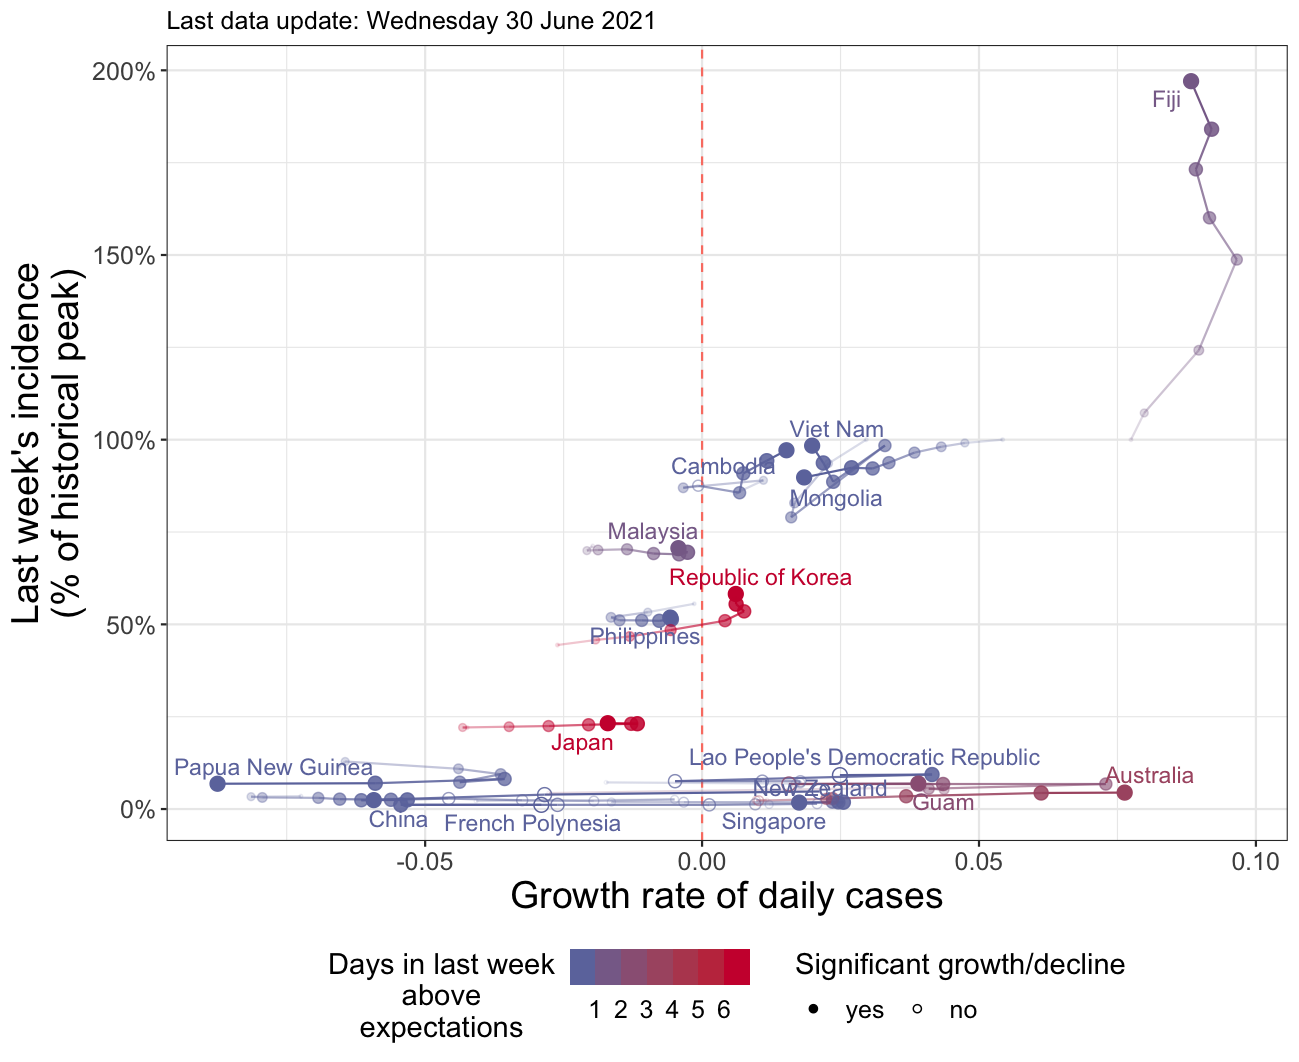 Last data update: Wednesday 30 June 2021
200%
150%
100%
50%
0%
Last week's incidence
(% of historical peak)
Fiji
Viet Nam
Cambodia
Mongolia
Malaysia
Republic of Korea
Philippines
Japan
Lao People's Democratic Republic
Papua New Guinea
Australia
New Zealand
Guam
China
French Polynesia
Singapore
-0.05 0.00 0.05 0.10
Growth rate of daily cases
Days in last week
above
expectations
1 2 3 4 5 6
Significant growth/decline
yes no